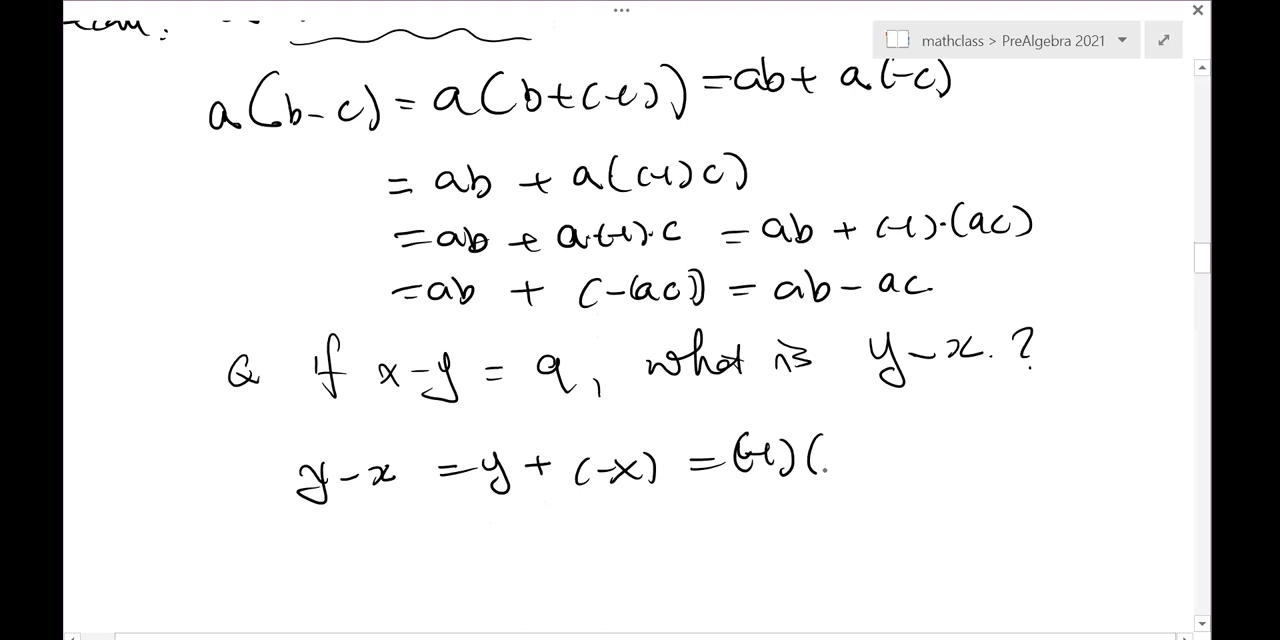 mathclass > PreAlgebra 2021
a(b-c) = a(b+(-c)) = ab + a(-c)
= ab + a((-1)c)
= ab + a·(-1)·c = ab + (-1)·(ac)
= ab + (-(ac)) = ab - ac
Q If x-y = 9, what is y-x.?
y-x = y + (-x) = (-1)(